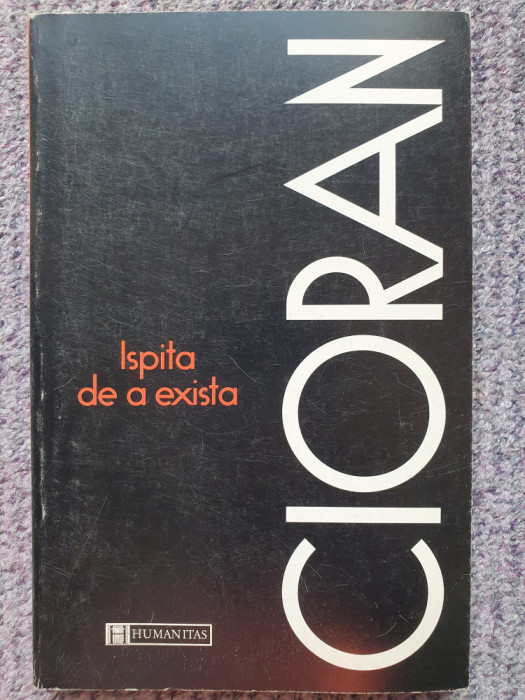 CIORAN
Ispita
de a exista
H HUMANITAS